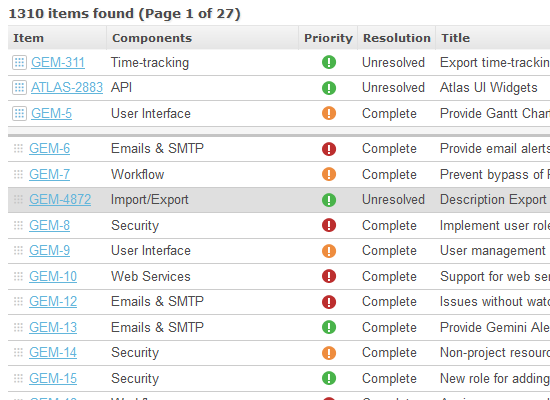 1310 items found (Page 1 of 27)
Item Components Priority Resolution Title
GEM-311 Time-tracking Unresolved Export time-trackin
ATLAS-2883 API Unresolved Atlas UI Widgets
GEM-5 User Interface Complete Provide Gantt Char
GEM-6 Emails & SMTP Complete Provide email alerts
GEM-7 Workflow Complete Prevent bypass of
GEM-4872 Import/Export Unresolved Description Export
GEM-8 Security Complete Implement user role
GEM-9 User Interface Complete User management
GEM-10 Web Services Complete Support for web ser
GEM-12 Emails & SMTP Complete Issues without watc
GEM-13 Emails & SMTP Complete Provide Gemini Ale
GEM-14 Security Complete Non-project resourc
GEM-15 Security Complete New role for adding